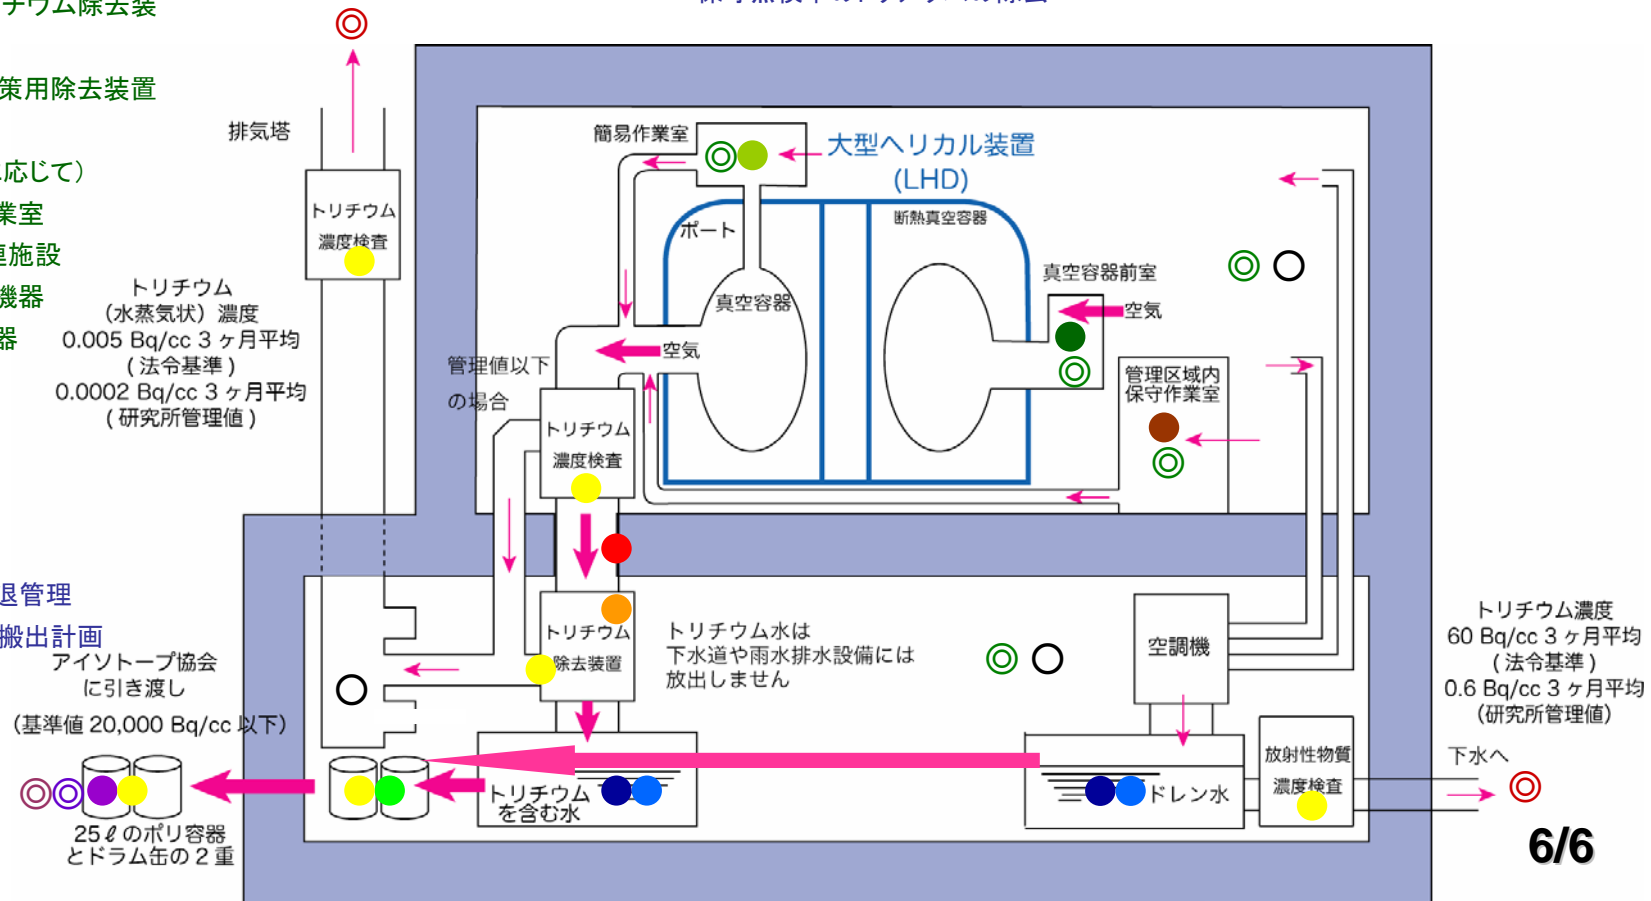 チウム除去装
策用除去装置
応じて）
業室
連施設
機器
器
退管理
搬出計画
排気塔
トリチウム
濃度検査
トリチウム
（水蒸気状）濃度
0.005 Bq/cc 3 ヶ月平均
( 法令基準 )
0.0002 Bq/cc 3 ヶ月平均
( 研究所管理値 )
簡易作業室
大型ヘリカル装置
(LHD)
断熱真空容器
ポート
真空容器
真空容器前室
空気
空気
管理値以下
の場合
トリチウム
濃度検査
管理区域内
保守作業室
トリチウム
除去装置
トリチウム水は
下水道や雨水排水設備には
放出しません
空調機
トリチウム濃度
60 Bq/cc 3 ヶ月平均
( 法令基準 )
0.6 Bq/cc 3 ヶ月平均
(研究所管理値)
アイソトープ協会
に引き渡し
（基準値 20,000 Bq/cc 以下）
25ℓのポリ容器
とドラム缶の 2 重
トリチウム
を含む水
ドレン水
放射性物質
濃度検査
下水へ
6/6